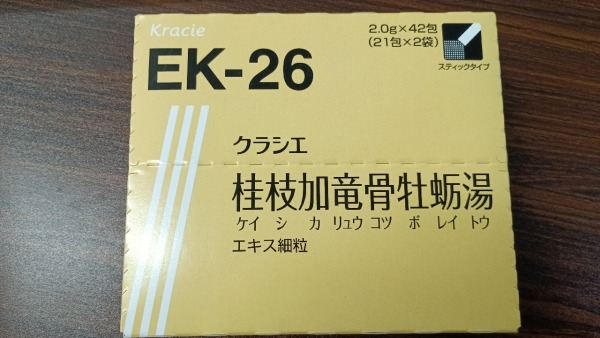 Kracie
2.0g×42包
(21包×2袋)
スティックタイプ
EK-26
クラシエ
桂枝加竜骨牡蛎湯
ケイ シ カ リュウ コツ ボ レイ トウ
エキス細粒